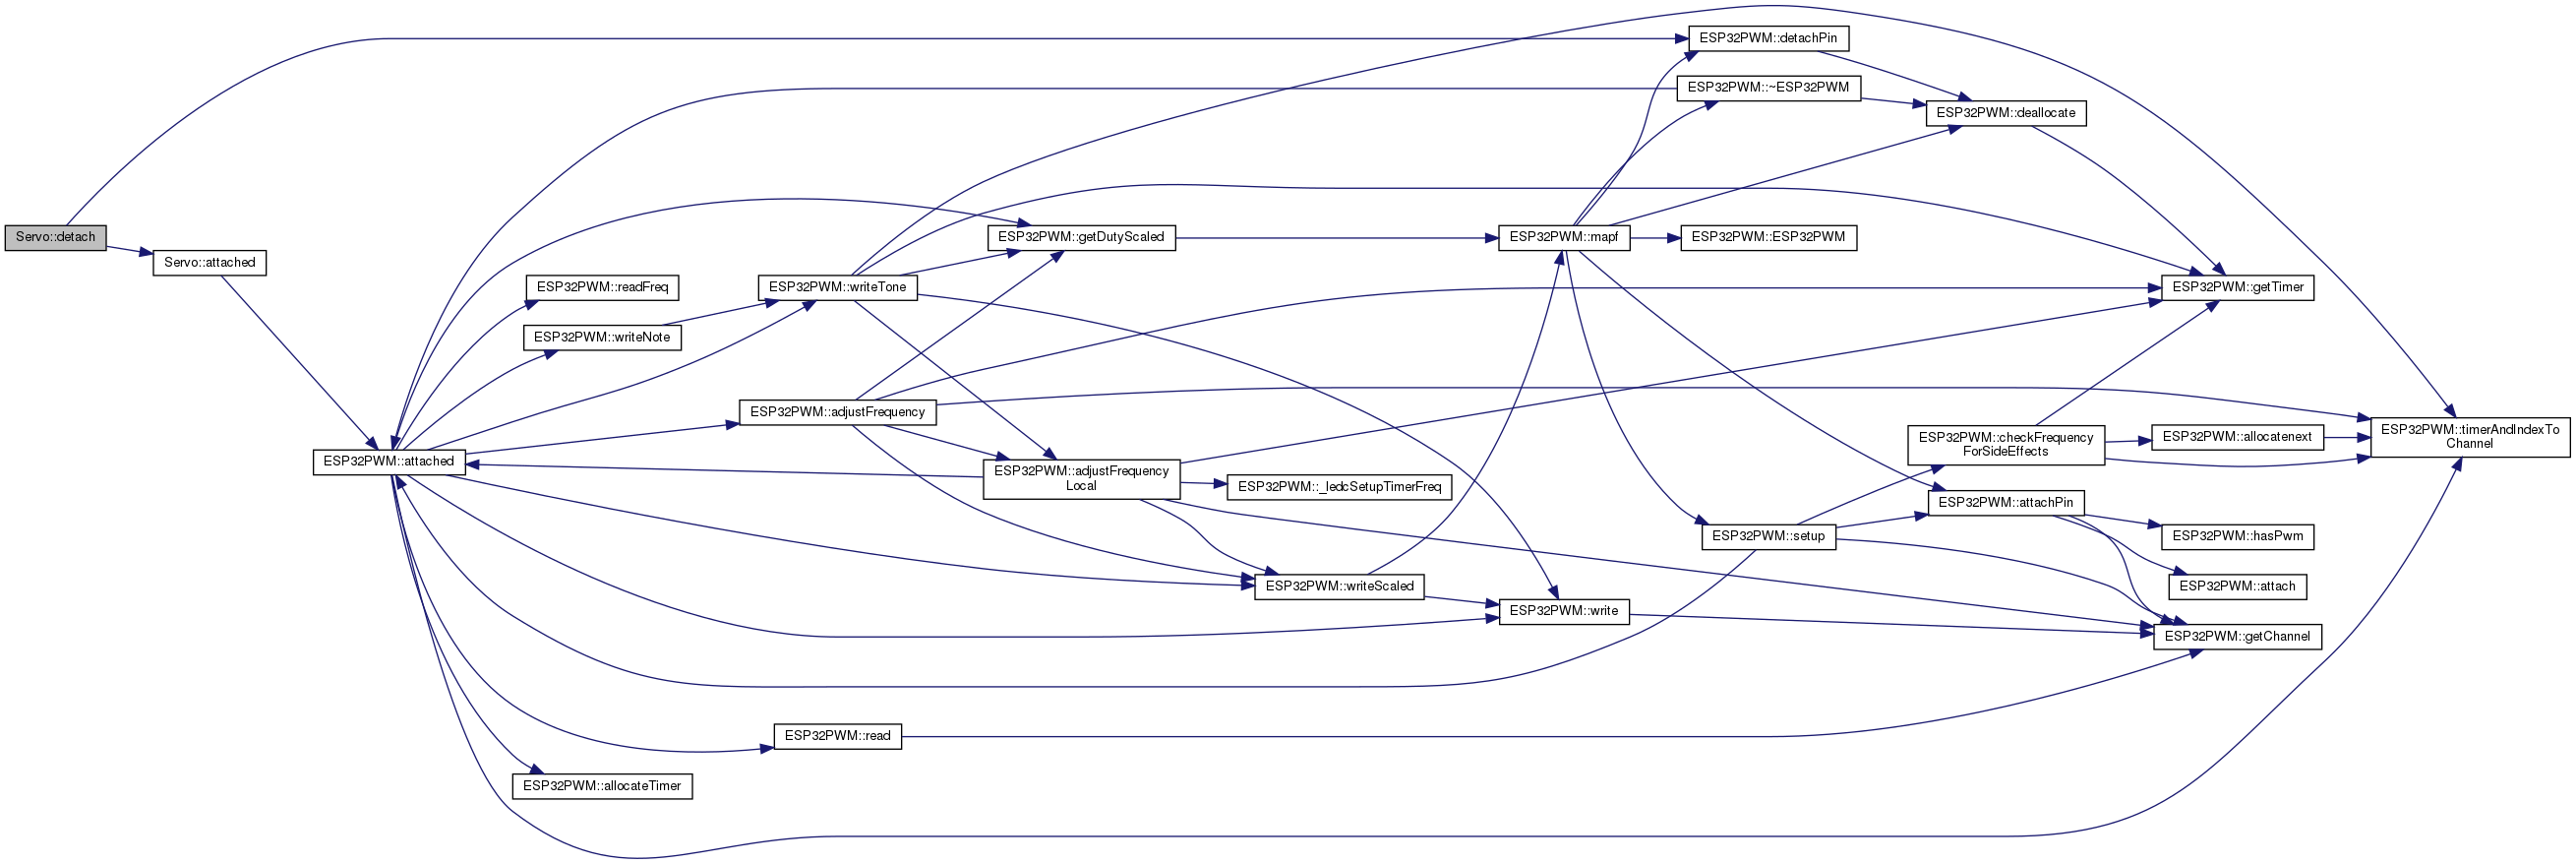 ESP32PWM::detachPin
ESP32PWM::~ESP32PWM
ESP32PWM::deallocate
Servo::detach
ESP32PWM::getDutyScaled
ESP32PWM::mapf
ESP32PWM::ESP32PWM
Servo::attached
ESP32PWM::readFreq
ESP32PWM::writeTone
ESP32PWM::getTimer
ESP32PWM::writeNote
ESP32PWM::adjustFrequency
ESP32PWM::timerAndIndexTo
Channel
ESP32PWM::checkFrequency
ForSideEffects
ESP32PWM::allocatenext
ESP32PWM::attached
ESP32PWM::adjustFrequency
Local
ESP32PWM::_ledcSetupTimerFreq
ESP32PWM::attachPin
ESP32PWM::setup
ESP32PWM::hasPwm
ESP32PWM::writeScaled
ESP32PWM::attach
ESP32PWM::write
ESP32PWM::getChannel
ESP32PWM::read
ESP32PWM::allocateTimer